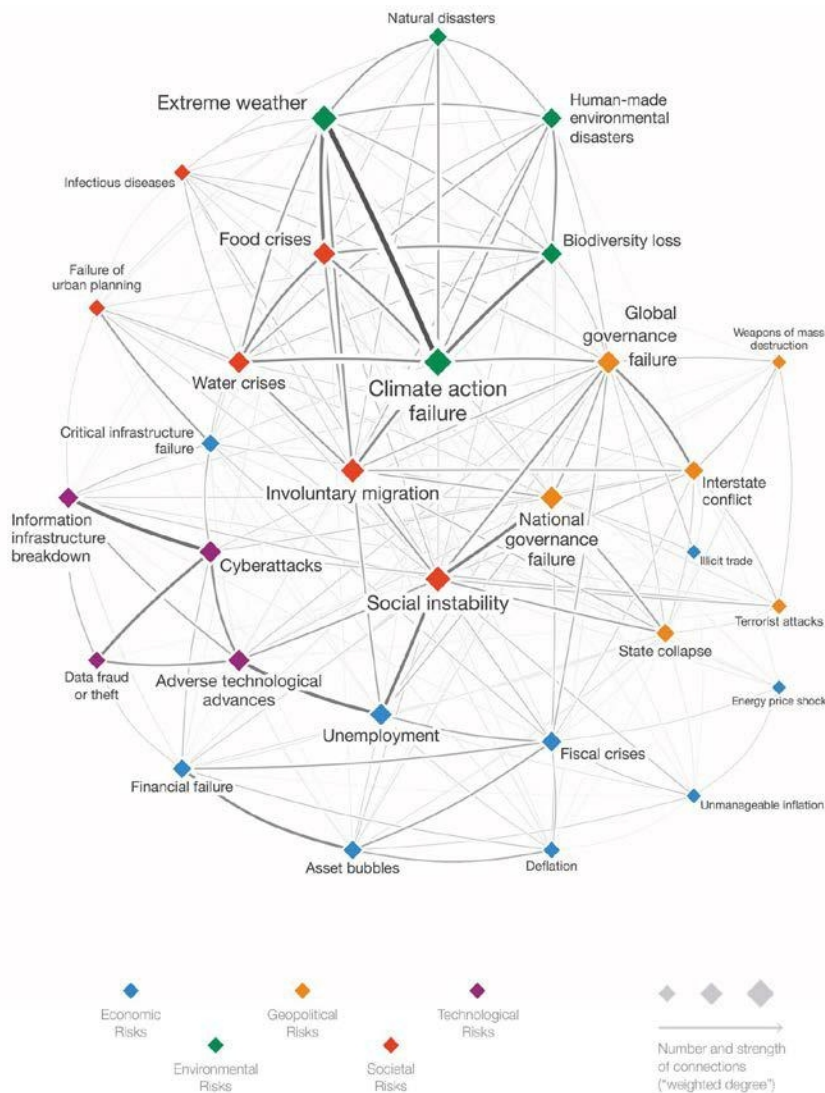 Natural disasters
Extreme weather
Human-made
environmental
disasters
Infectious diseases
Food crises
Biodiversity loss
Failure of
urban planning
Global
governance
failure
Weapons of mass
destruction
Water crises
Climate action
failure
Critical infrastructure
failure
Involuntary migration
Interstate
conflict
Information
infrastructure
breakdown
National
governance
failure
Cyberattacks
Illicit trade
Social instability
Terrorist attacks
State collapse
Data fraud
or theft
Adverse technological
advances
Energy price shock
Unemployment
Fiscal crises
Financial failure
Unmanageable inflation
Asset bubbles
Deflation
Economic
Risks
Geopolitical
Risks
Technological
Risks
Environmental
Risks
Societal
Risks
Number and strength
of connections
("weighted degree")